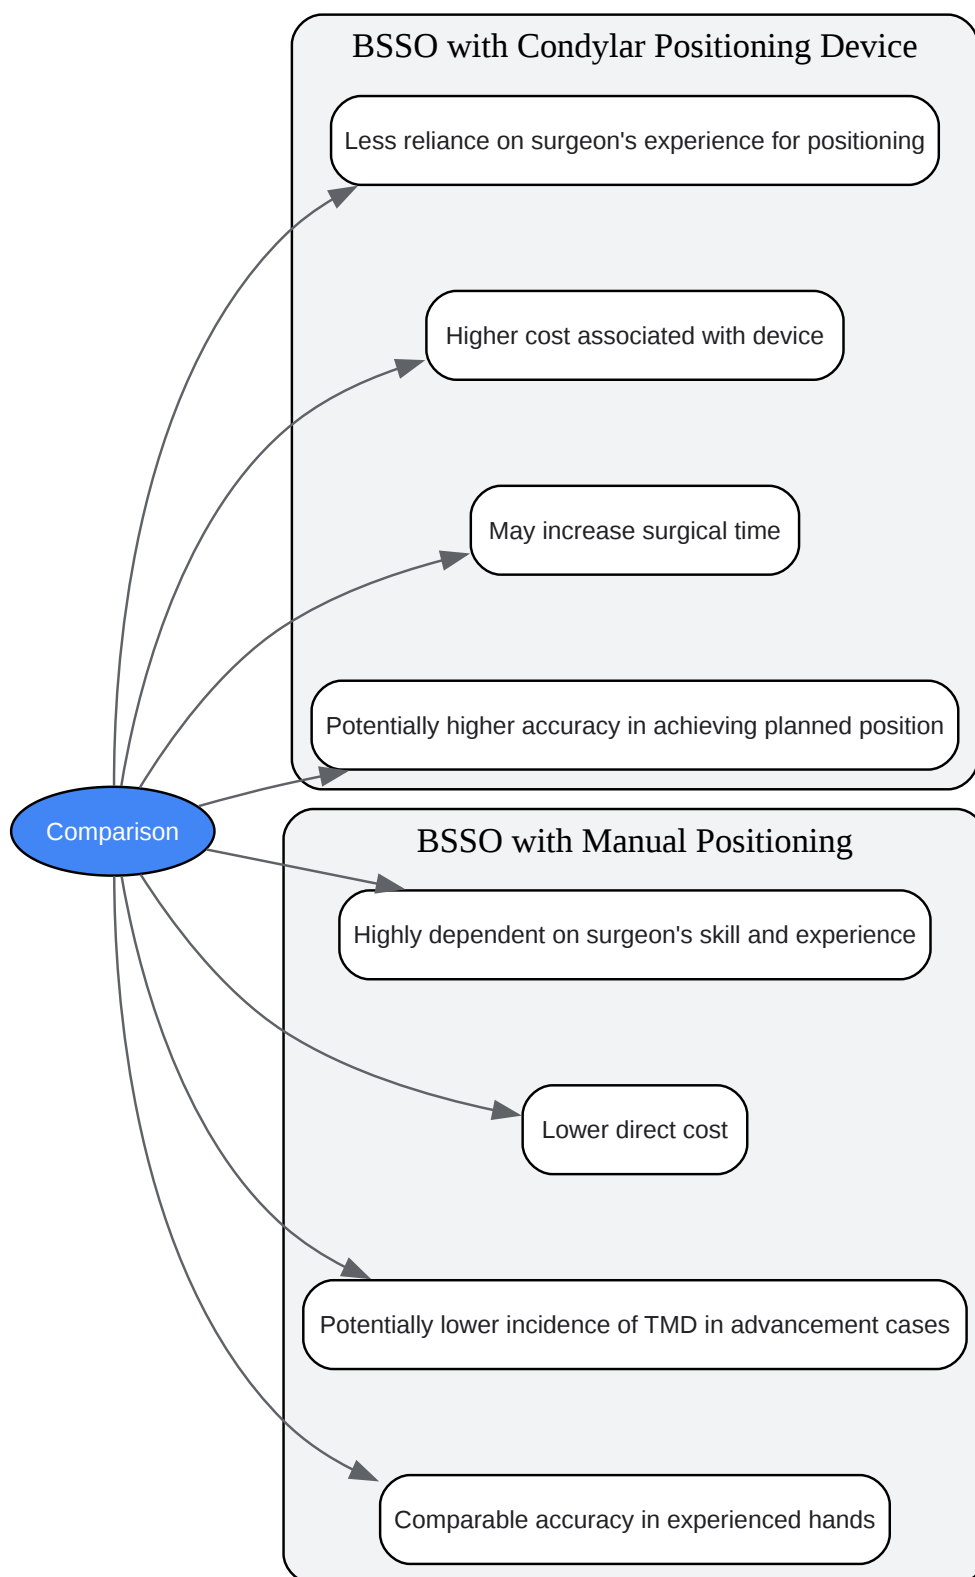 BSSO with Condylar Positioning Device
Less reliance on surgeon's experience for positioning
Higher cost associated with device
May increase surgical time
Potentially higher accuracy in achieving planned position
Comparison
BSSO with Manual Positioning
Highly dependent on surgeon's skill and experience
Lower direct cost
Potentially lower incidence of TMD in advancement cases
Comparable accuracy in experienced hands